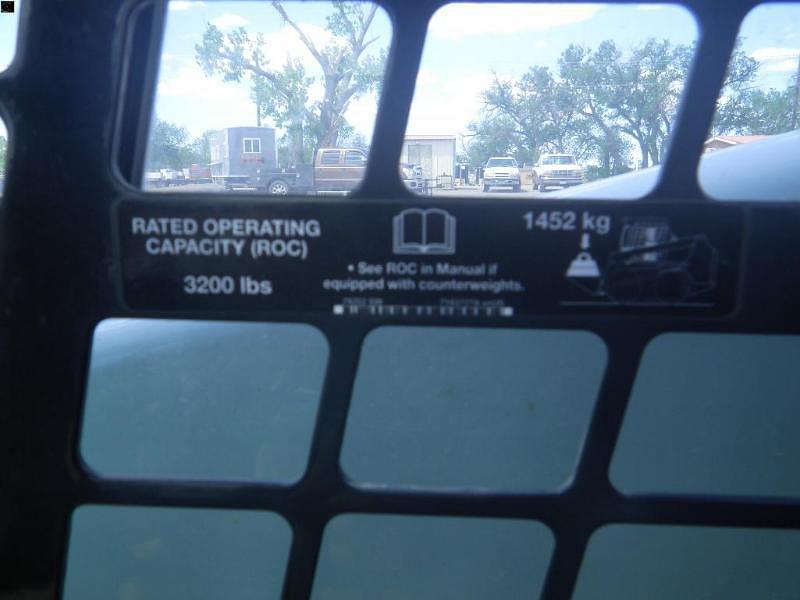 RATED OPERATING
CAPACITY (ROC)
3200 lbs
• See ROC in Manual if
equipped with counterweights.
1452 kg